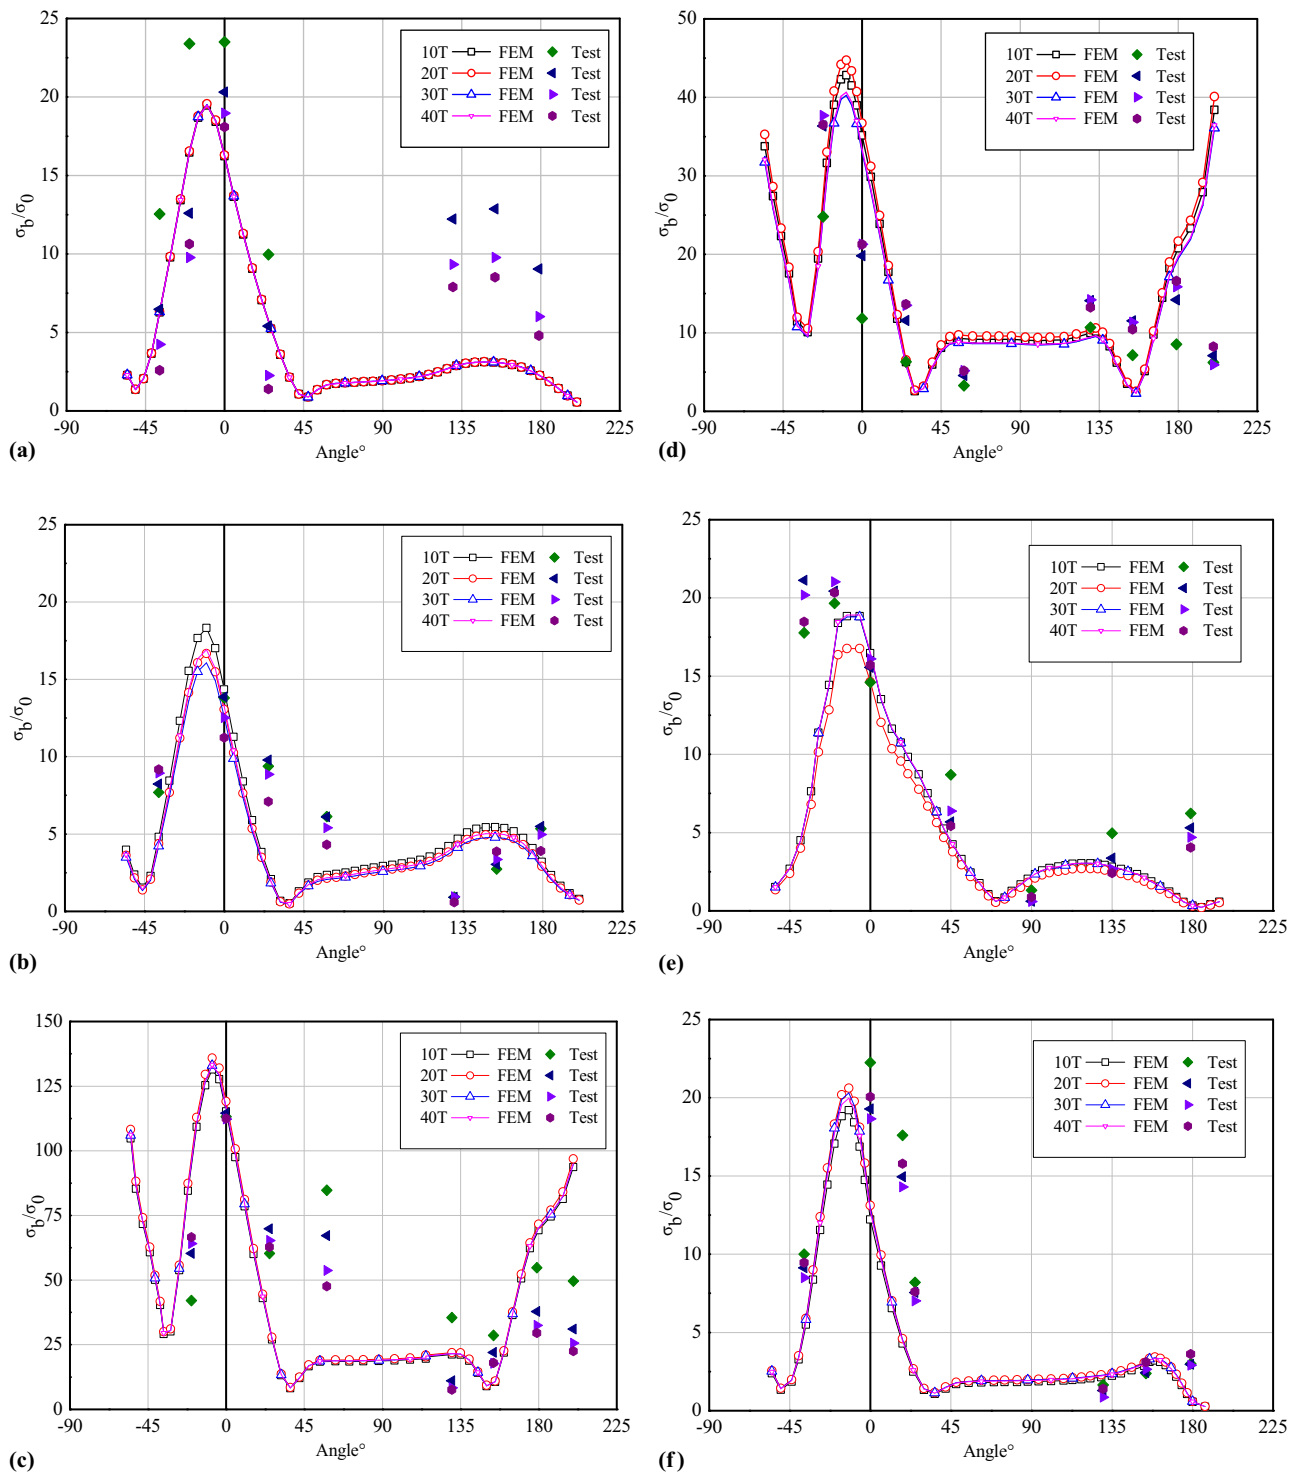 25
20
15
10
5
0
σb/σ0
-90 -45 0 45 90 135 180 225
Angle°
10T FEM Test
20T FEM Test
30T FEM Test
40T FEM Test
(a)
50
40
30
20
10
0
σb/σ0
-90 -45 0 45 90 135 180 225
Angle°
10T FEM Test
20T FEM Test
30T FEM Test
40T FEM Test
(d)
25
20
15
10
5
0
σb/σ0
-90 -45 0 45 90 135 180 225
Angle°
10T FEM Test
20T FEM Test
30T FEM Test
40T FEM Test
(b)
25
20
15
10
5
0
σb/σ0
-90 -45 0 45 90 135 180 225
Angle°
10T FEM Test
20T FEM Test
30T FEM Test
40T FEM Test
(e)
150
125
100
75
50
25
0
σb/σ0
-90 -45 0 45 90 135 180 225
Angle°
10T FEM Test
20T FEM Test
30T FEM Test
40T FEM Test
(c)
25
20
15
10
5
0
σb/σ0
-90 -45 0 45 90 135 180 225
Angle°
10T FEM Test
20T FEM Test
30T FEM Test
40T FEM Test
(f)